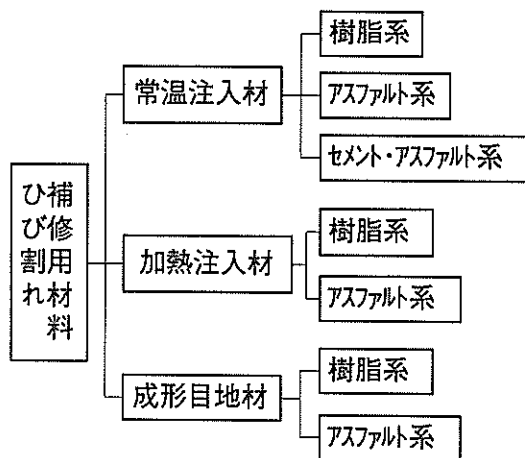 ひび割れ
補修用材料
常温注入材
樹脂系
アスファルト系
セメント・アスファルト系
加熱注入材
樹脂系
アスファルト系
成形目地材
樹脂系
アスファルト系